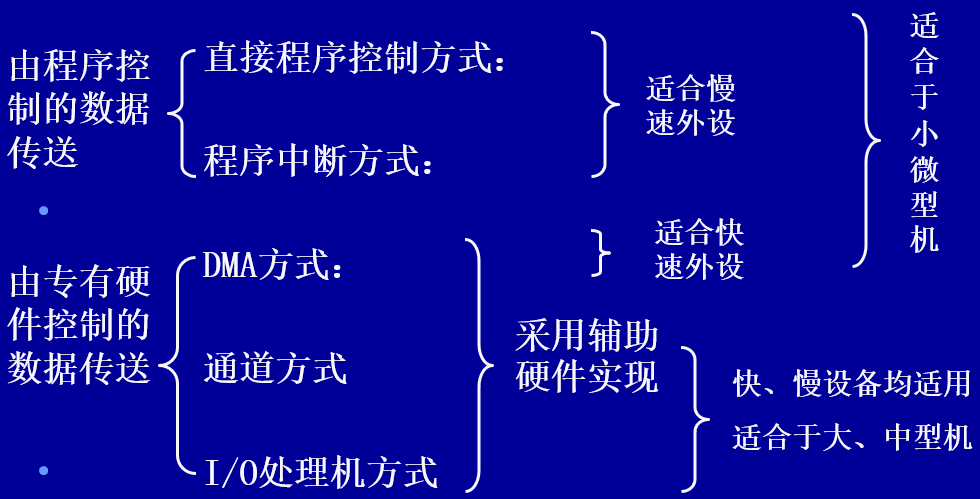 由程序控
制的数据
传送
直接程序控制方式：
程序中断方式：
适合慢
速外设
适
合
于
小
微
型
机
由专有硬
件控制的
数据传送
DMA方式：
通道方式
I/O处理机方式
适合快
速外设
采用辅助
硬件实现
快、慢设备均适用
适合于大、中型机